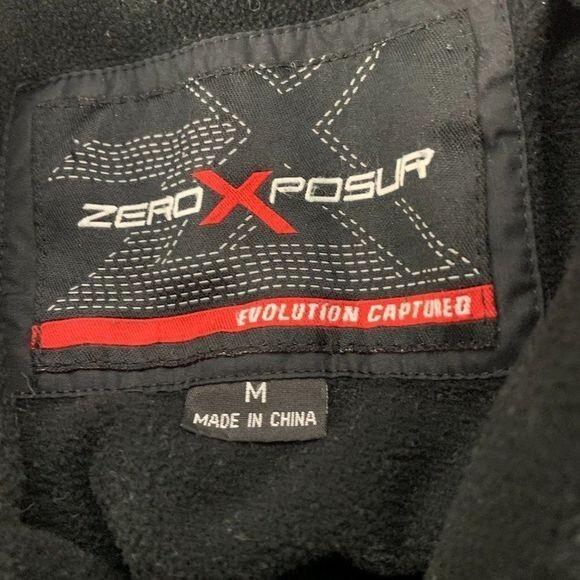 ZEROXPOSUR
EVOLUTION CAPTURED
M
MADE IN CHINA